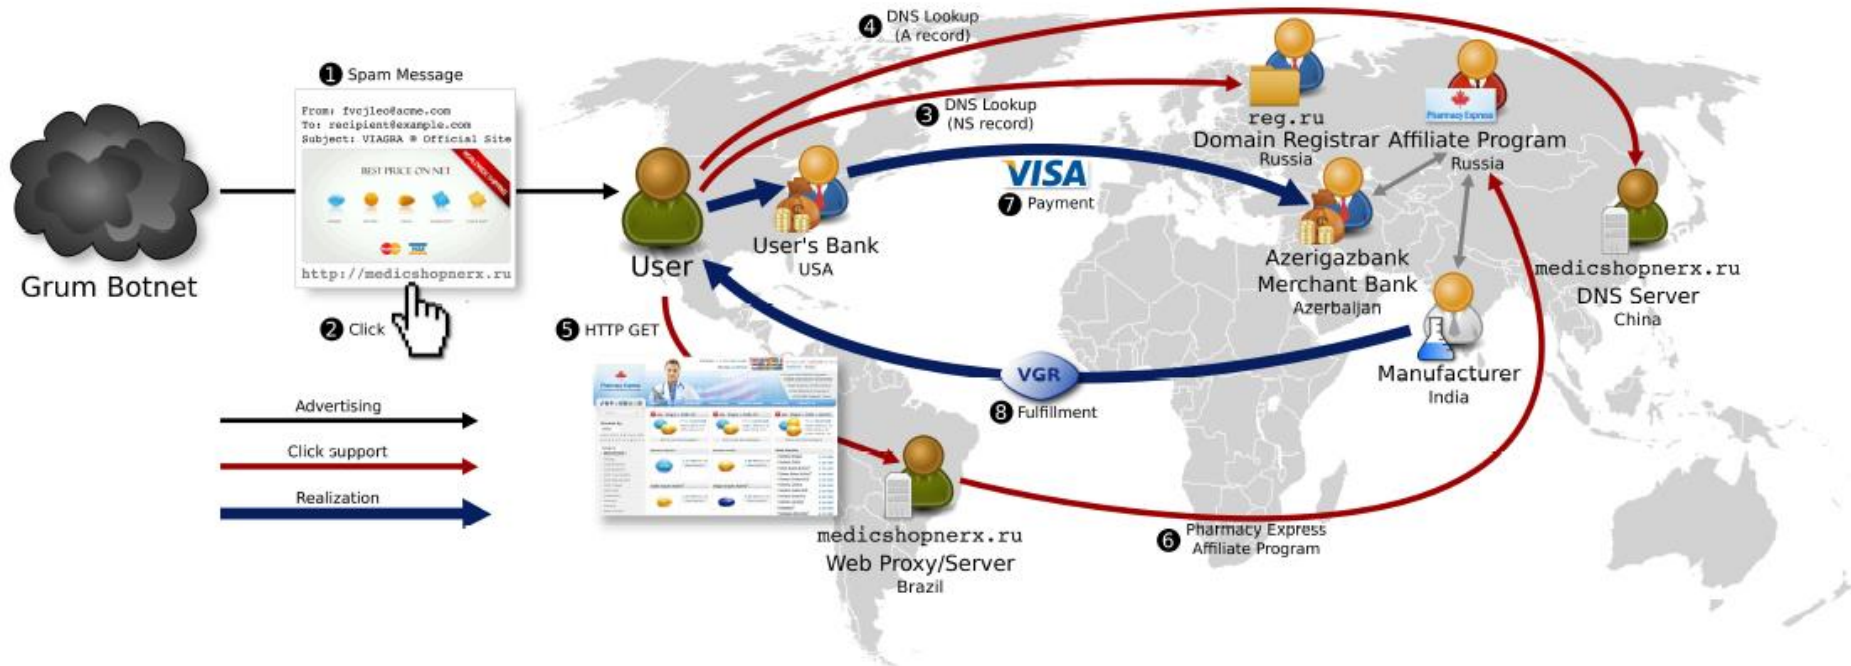 4 DNS Lookup
(A record)
1 Spam Message
From: fvcjleo@acme.com
To: recipient@example.com
Subject: VIAGRA ® Official Site
WORLDWIDE SHIPPING
BEST PRICE ON NET
http://medicshopnerx.ru
2 Click
Grum Botnet
3 DNS Lookup
(NS record)
reg.ru
Domain Registrar
Russia
Pharmacy Express
Affiliate Program
Russia
User
User's Bank
USA
VISA
7 Payment
Azerigazbank
Merchant Bank
Azerbaijan
medicshopnerx.ru
DNS Server
China
5 HTTP GET
VGR
8 Fulfillment
Manufacturer
India
Advertising
Click support
Realization
medicshopnerx.ru
Web Proxy/Server
Brazil
6 Pharmacy Express
Affiliate Program